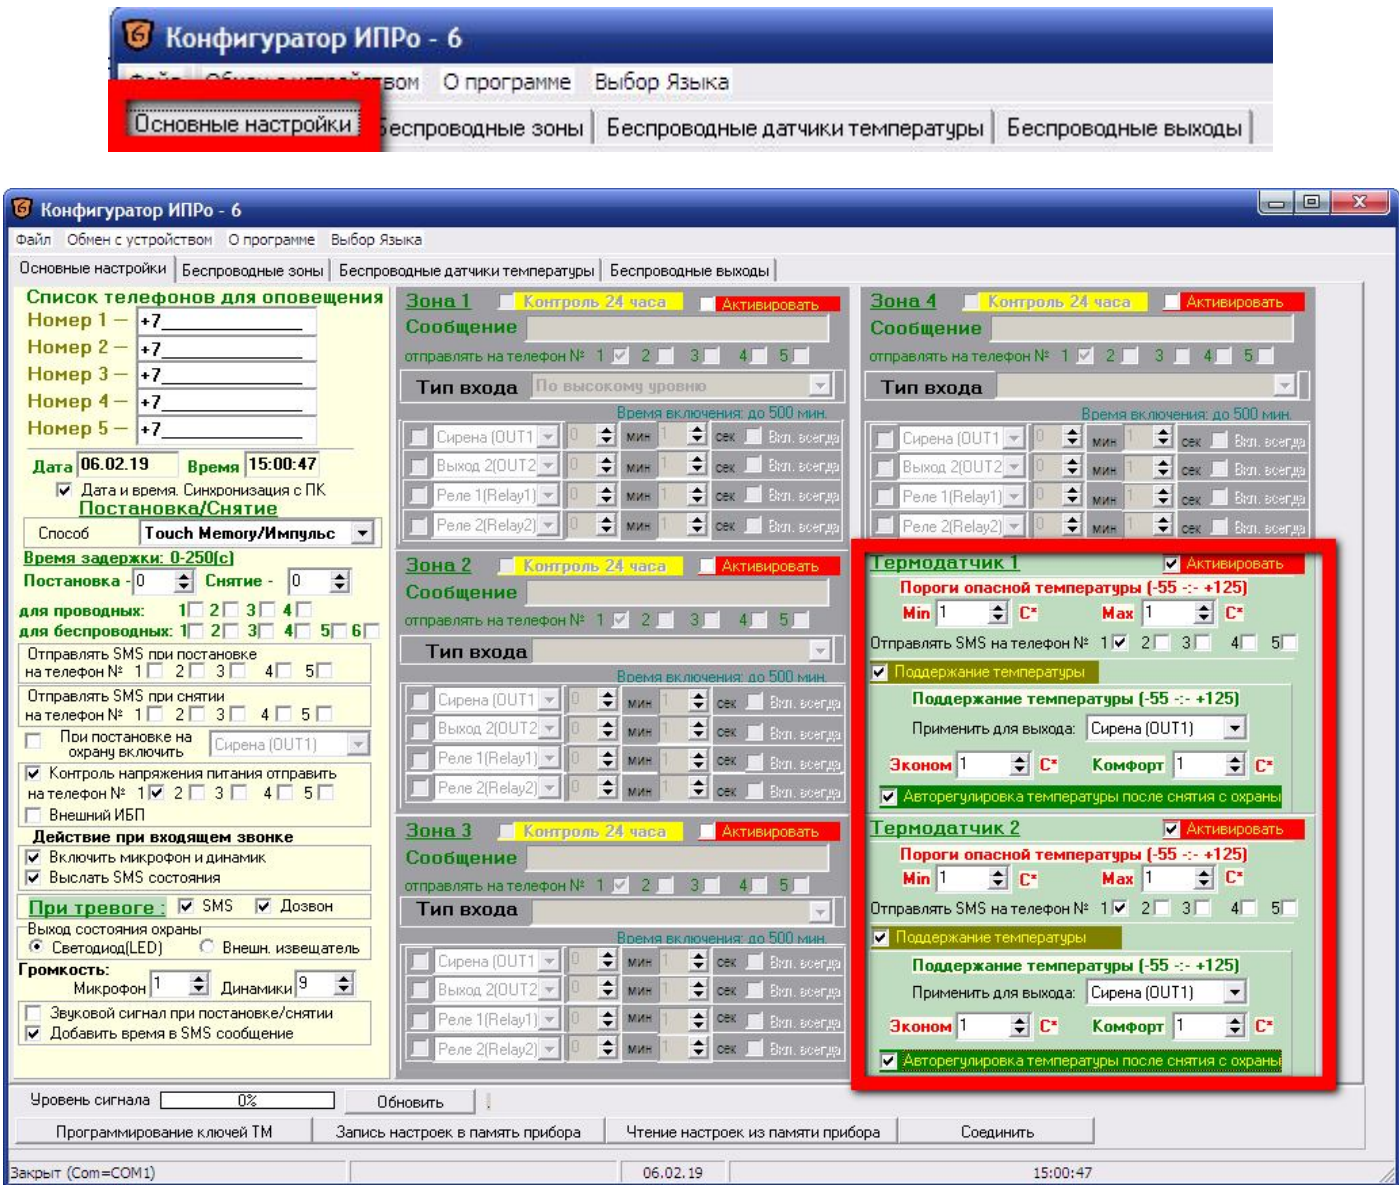 Конфигуратор ИПРо - 6
Файл Обмен с устройством О программе Выбор Языка
Основные настройки Беспроводные зоны Беспроводные датчики температуры Беспроводные выходы
Конфигуратор ИПРо - 6
Файл Обмен с устройством О программе Выбор Языка
Основные настройки Беспроводные зоны Беспроводные датчики температуры Беспроводные выходы
Список телефонов для оповещения
Номер 1 – +7
Номер 2 – +7
Номер 3 – +7
Номер 4 – +7
Номер 5 – +7
Дата 06.02.19 Время 15:00:47
Дата и время. Синхронизация с ПК
Постановка/Снятие
Способ Touch Memory/Импульс
Время задержки: 0-250(с)
Постановка - 0 Снятие - 0
для проводных: 1 2 3 4
для беспроводных: 1 2 3 4 5 6
Отправлять SMS при постановке
на телефон № 1 2 3 4 5
Отправлять SMS при снятии
на телефон № 1 2 3 4 5
При постановке на
охрану включить Сирена (OUT1)
Контроль напряжения питания отправить
на телефон № 1 2 3 4 5
Внешний ИБП
Действие при входящем звонке
Включить микрофон и динамик
Выслать SMS состояния
При тревоге : SMS Дозвон
Выход состояния охраны
Светодиод(LED) Внешн. извещатель
Громкость:
Микрофон 1 Динамики 9
Звуковой сигнал при постановке/снятии
Добавить время в SMS сообщение
Зона 1 Контроль 24 часа Активировать
Сообщение
отправлять на телефон № 1 2 3 4 5
Тип входа По высокому уровню
Время включения: до 500 мин.
Сирена (OUT1 0 мин 1 сек Вкл. всегда
Выход 2(OUT2 0 мин 1 сек Вкл. всегда
Реле 1(Relay1) 0 мин 1 сек Вкл. всегда
Реле 2(Relay2) 0 мин 1 сек Вкл. всегда
Зона 2 Контроль 24 часа Активировать
Сообщение
отправлять на телефон № 1 2 3 4 5
Тип входа
Время включения: до 500 мин.
Сирена (OUT1 0 мин 1 сек Вкл. всегда
Выход 2(OUT2 0 мин 1 сек Вкл. всегда
Реле 1(Relay1) 0 мин 1 сек Вкл. всегда
Реле 2(Relay2) 0 мин 1 сек Вкл. всегда
Зона 3 Контроль 24 часа Активировать
Сообщение
отправлять на телефон № 1 2 3 4 5
Тип входа
Время включения: до 500 мин.
Сирена (OUT1 0 мин 1 сек Вкл. всегда
Выход 2(OUT2 0 мин 1 сек Вкл. всегда
Реле 1(Relay1) 0 мин 1 сек Вкл. всегда
Реле 2(Relay2) 0 мин 1 сек Вкл. всегда
Зона 4 Контроль 24 часа Активировать
Сообщение
отправлять на телефон № 1 2 3 4 5
Тип входа
Время включения: до 500 мин.
Сирена (OUT1 0 мин 1 сек Вкл. всегда
Выход 2(OUT2 0 мин 1 сек Вкл. всегда
Реле 1(Relay1) 0 мин 1 сек Вкл. всегда
Реле 2(Relay2) 0 мин 1 сек Вкл. всегда
Термодатчик 1 Активировать
Пороги опасной температуры (-55 -:- +125)
Min 1 C* Max 1 C*
Отправлять SMS на телефон № 1 2 3 4 5
Поддержание температуры
Поддержание температуры (-55 -:- +125)
Применить для выхода: Сирена (OUT1)
Эконом 1 C* Комфорт 1 C*
Авторегулировка температуры после снятия с охраны
Термодатчик 2 Активировать
Пороги опасной температуры (-55 -:- +125)
Min 1 C* Max 1 C*
Отправлять SMS на телефон № 1 2 3 4 5
Поддержание температуры
Поддержание температуры (-55 -:- +125)
Применить для выхода: Сирена (OUT1)
Эконом 1 C* Комфорт 1 C*
Авторегулировка температуры после снятия с охраны
Уровень сигнала 0% Обновить
Программирование ключей ТМ Запись настроек в память прибора Чтение настроек из памяти прибора Соединить
Закрыт (Com=COM1) 06.02.19 15:00:47